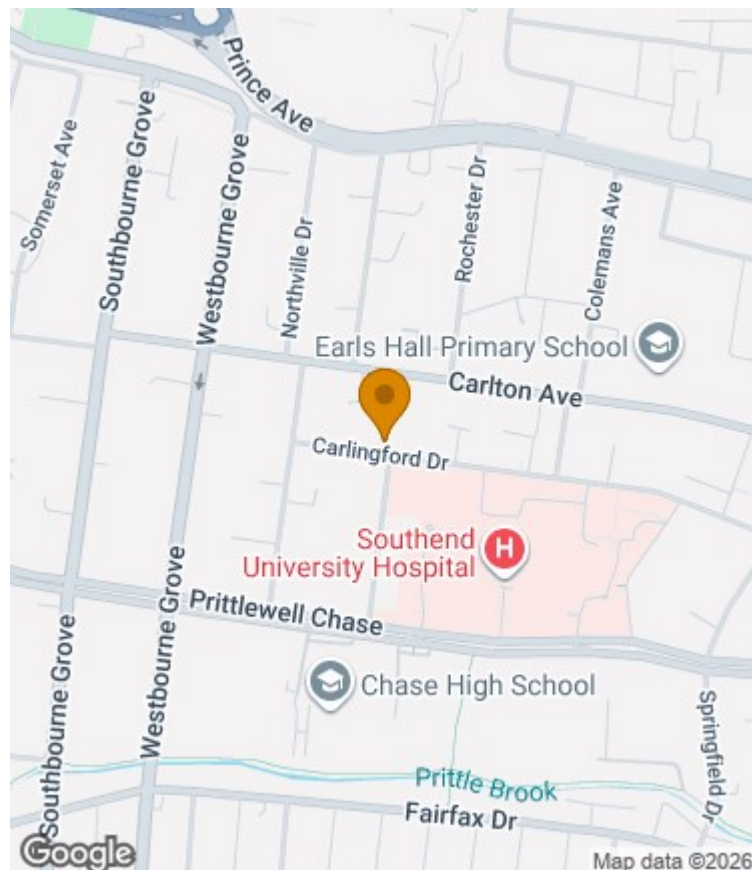 Prince Ave
Somerset Ave
Southbourne Grove
Westbourne Grove
Northville Dr
Rochester Dr
Colemans Ave
Earls Hall Primary School
Carlton Ave
Carlingford Dr
Southend
University Hospital
H
Prittlewell Chase
Chase High School
Southbourne Grove
Westbourne Grove
Springfield Dr
Prittle Brook
Fairfax Dr
Google
Map data ©2026